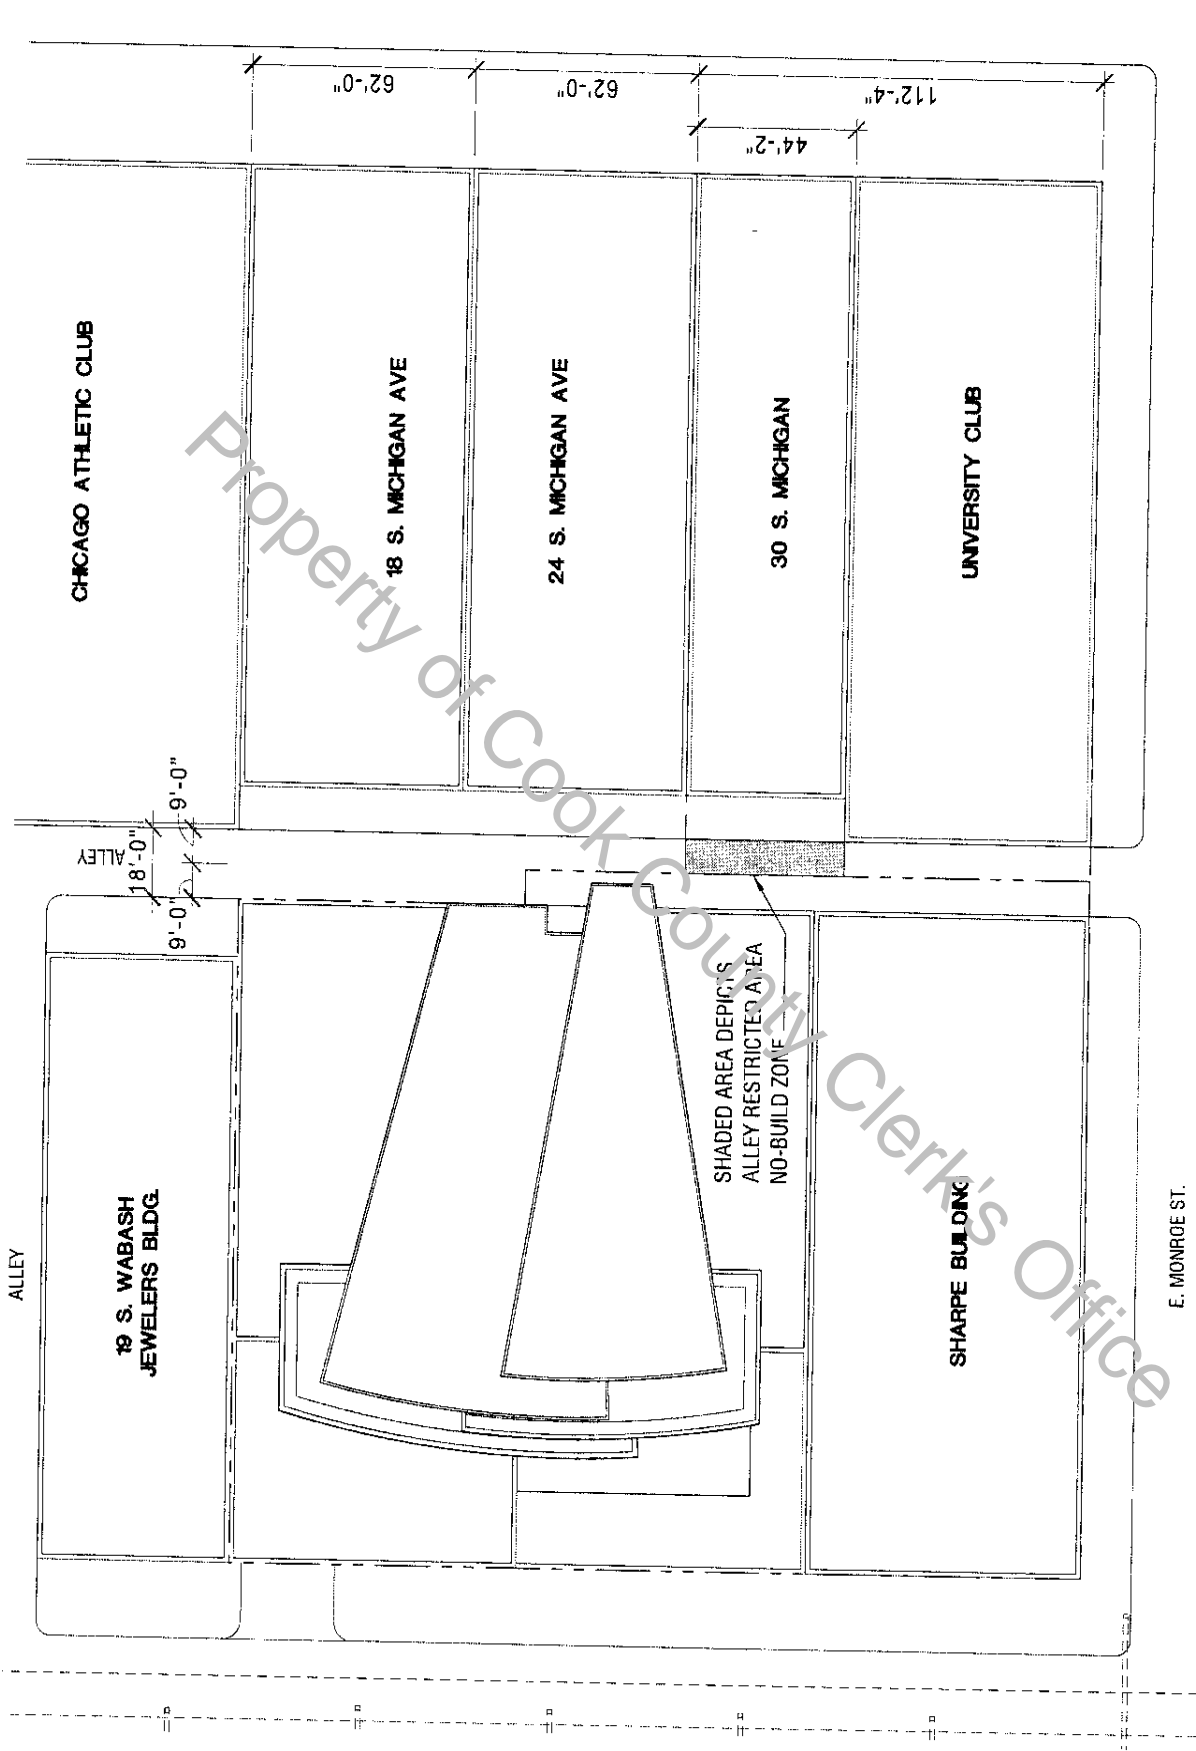 62'-0"
62'-0"
112'-4"
44'-2"
CHICAGO ATHLETIC CLUB
18 S. MICHIGAN AVE
24 S. MICHIGAN AVE
30 S. MICHIGAN
UNIVERSITY CLUB
ALLEY
18'-0"
9'-0"
9'-0"
SHADED AREA DEPICTS
ALLEY RESTRICTED AREA
NO-BUILD ZONE
ALLEY
19 S. WABASH
JEWELERS BLDG.
SHARPE BUILDING
E. MONROE ST.
Property of Cook County Clerk's Office